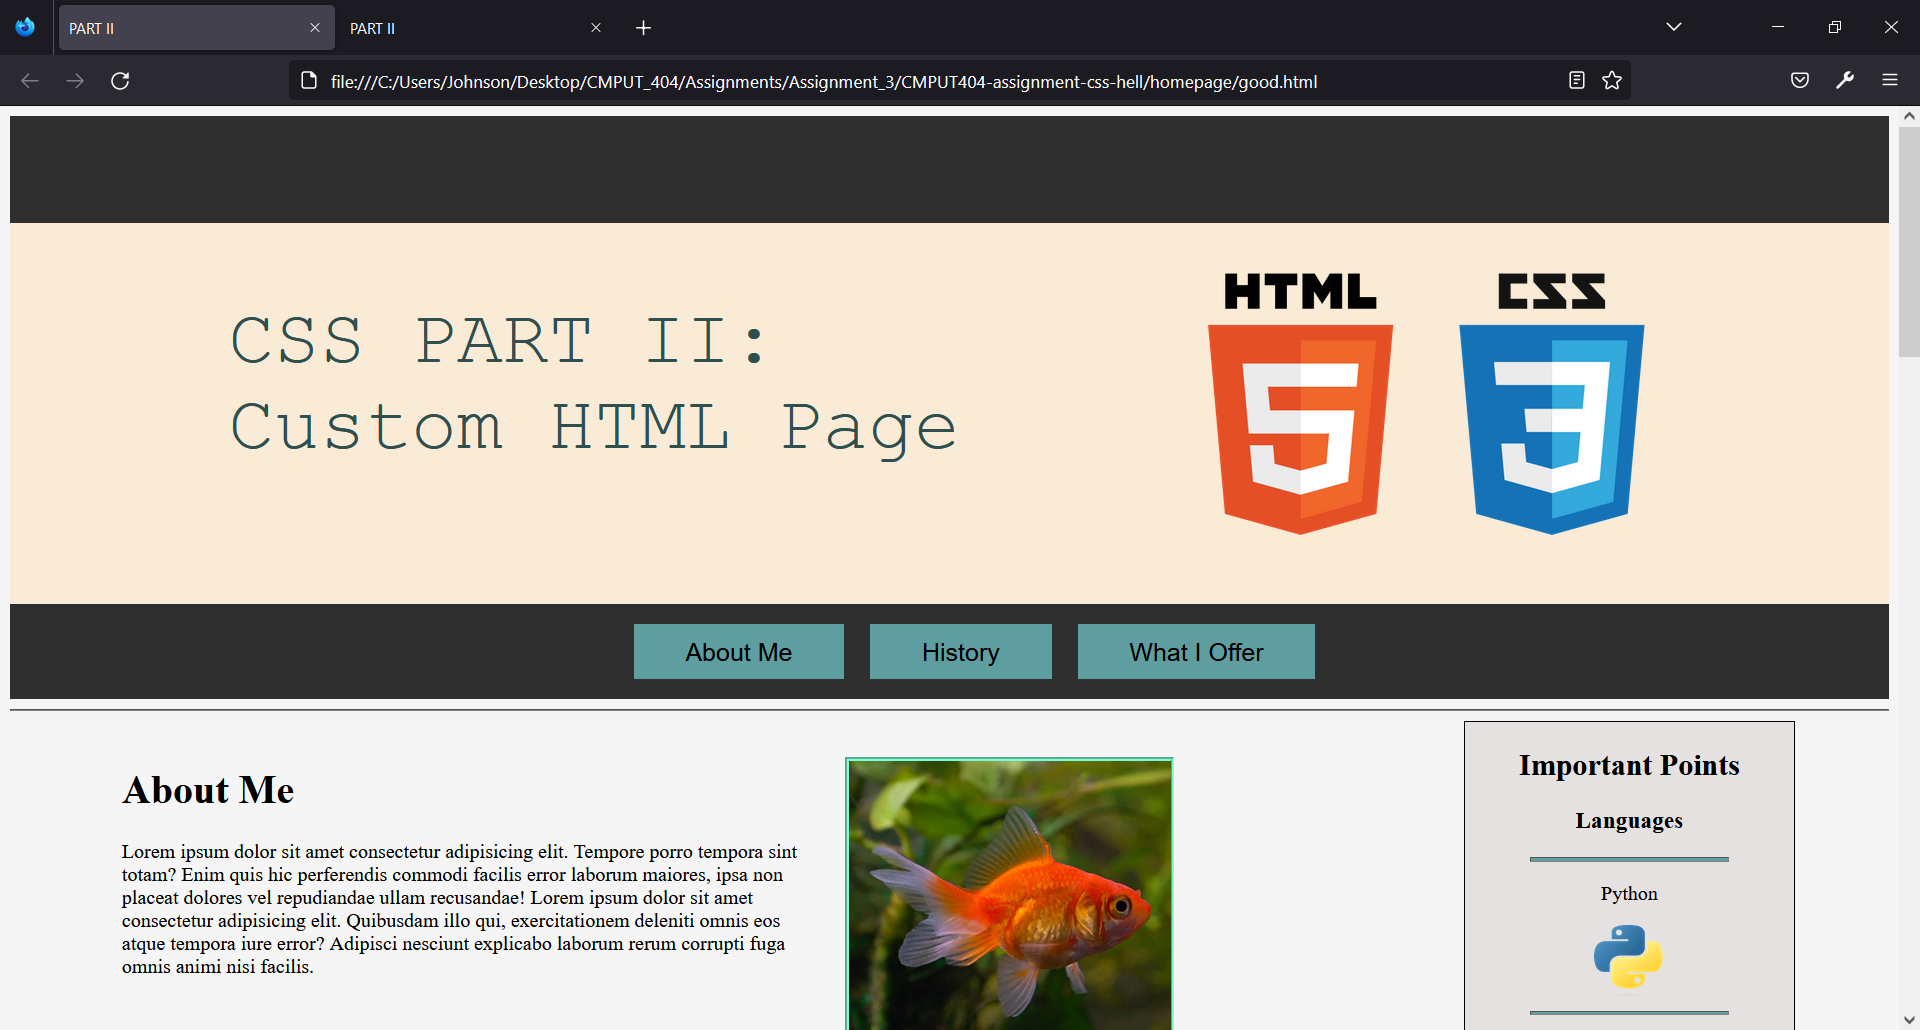 PART II
PART II
file:///C:/Users/Johnson/Desktop/CMPUT_404/Assignments/Assignment_3/CMPUT404-assignment-css-hell/homepage/good.html
CSS PART II:
Custom HTML Page
HTML
CSS
5
3
About Me
History
What I Offer
About Me
Lorem ipsum dolor sit amet consectetur adipisicing elit. Tempore porro tempora sint
totam? Enim quis hic perferendis commodi facilis error laborum maiores, ipsa non
placeat dolores vel repudiandae ullam recusandae! Lorem ipsum dolor sit amet
consectetur adipisicing elit. Quibusdam illo qui, exercitationem deleniti omnis eos
atque tempora iure error? Adipisci nesciunt explicabo laborum rerum corrupti fuga
omnis animi nisi facilis.
Important Points
Languages
Python